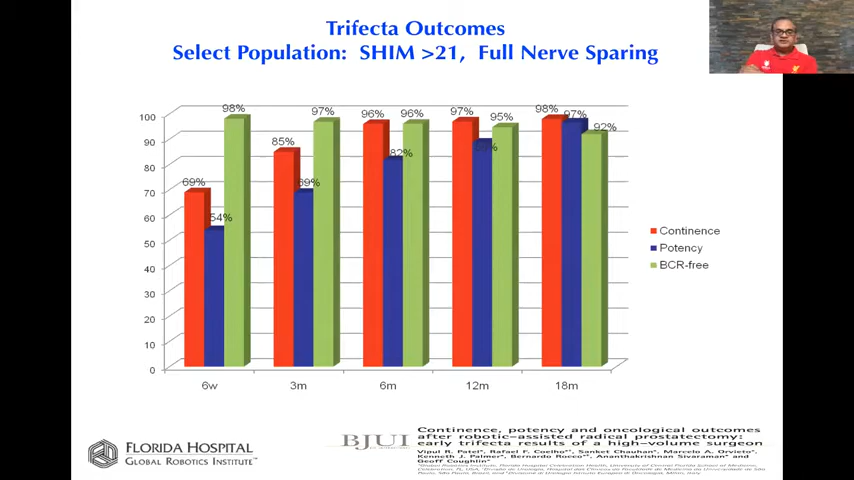 Trifecta Outcomes
Select Population: SHIM >21, Full Nerve Sparing
98%
97%
96%
96%
97%
95%
98%
97%
92%
85%
82%
69%
69%
54%
100
90
80
70
60
50
40
30
20
10
0
6w
3m
6m
12m
18m
Continence
Potency
BCR-free
FLORIDA HOSPITAL
GLOBAL ROBOTICS INSTITUTE
BJUI
Continence, potency and oncological outcomes
after robotic-assisted radical prostatectomy:
early trifecta results of a high-volume surgeon
Vipul R. Patel, Rafael F. Coelho, Sanket Chauhan, Marcelo A. Orvieto,
Kenneth J. Palmer, Bernardo Rocco, Ananthakrishnan Sivaraman and
Geoff Coughlin